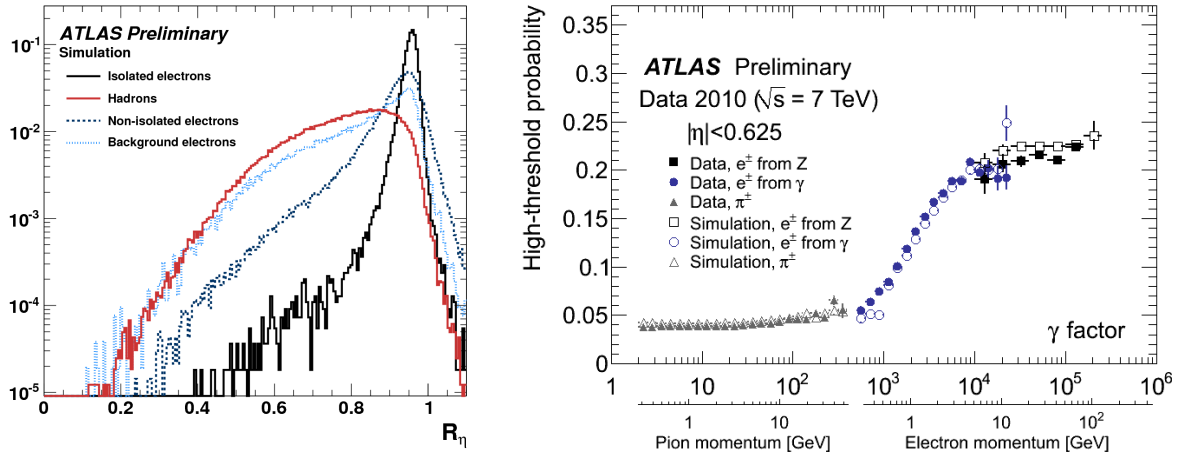 ATLAS Preliminary
Simulation
Isolated electrons
Hadrons
Non-isolated electrons
Background electrons
10⁻¹
10⁻²
10⁻³
10⁻⁴
10⁻⁵
0 0.2 0.4 0.6 0.8 1
Rη
High-threshold probability
0.35
0.3
0.25
0.2
0.15
0.1
0.05
0
ATLAS Preliminary
Data 2010 (√s = 7 TeV)
|η|<0.625
Data, e± from Z
Data, e± from γ
Data, π±
Simulation, e± from Z
Simulation, e± from γ
Simulation, π±
γ factor
1 10 10² 10³ 10⁴ 10⁵ 10⁶
1 10 1 10 10²
Pion momentum [GeV] Electron momentum [GeV]